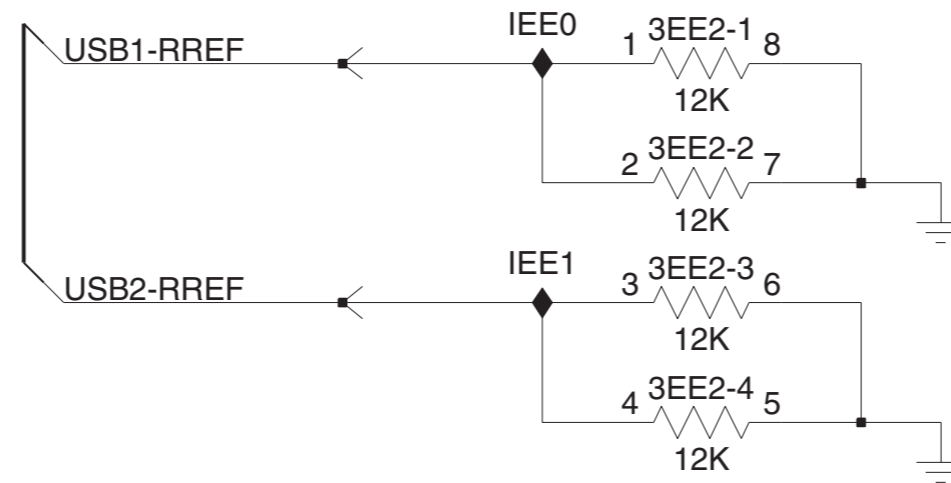 IEE0
USB1-RREF
1 3EE2-1 8
12K
2 3EE2-2 7
12K
IEE1
USB2-RREF
3 3EE2-3 6
12K
4 3EE2-4 5
12K